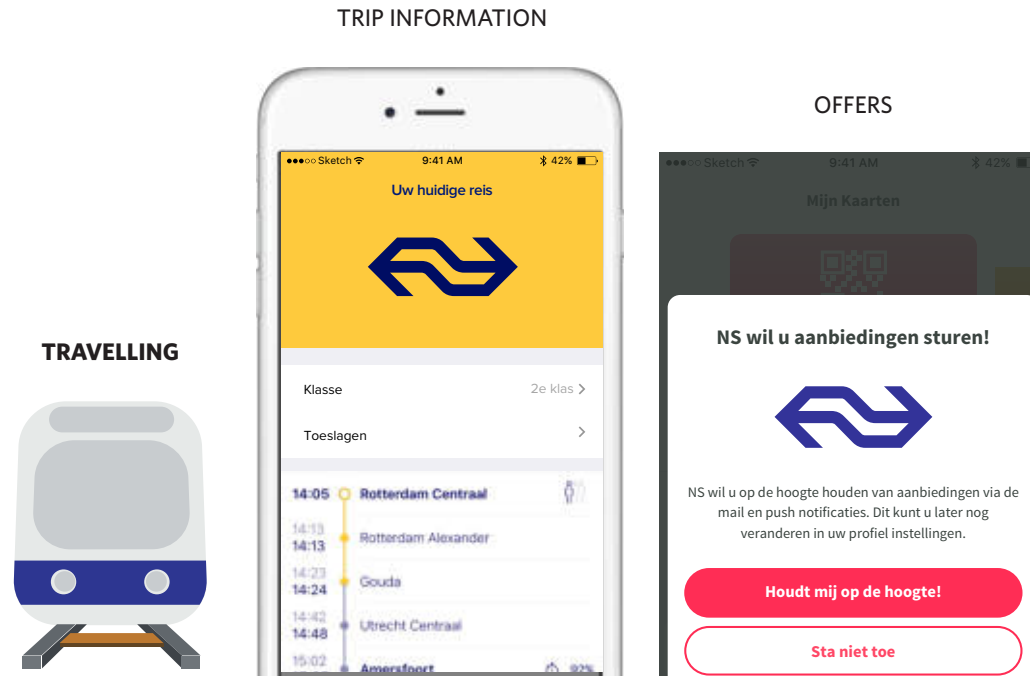 TRIP INFORMATION
OFFERS
TRAVELLING
Sketch 9:41 AM 42%
Uw huidige reis
Klasse 2e klas >
Toeslagen >
14:05 Rotterdam Centraal
14:13
14:13 Rotterdam Alexander
14:23
14:24 Gouda
14:42
14:48 Utrecht Centraal
15:02
Amersfoort 92%
Sketch 9:41 AM 42%
Mijn Kaarten
NS wil u aanbiedingen sturen!
NS wil u op de hoogte houden van aanbiedingen via de
mail en push notificaties. Dit kunt u later nog
veranderen in uw profiel instellingen.
Houdt mij op de hoogte!
Sta niet toe